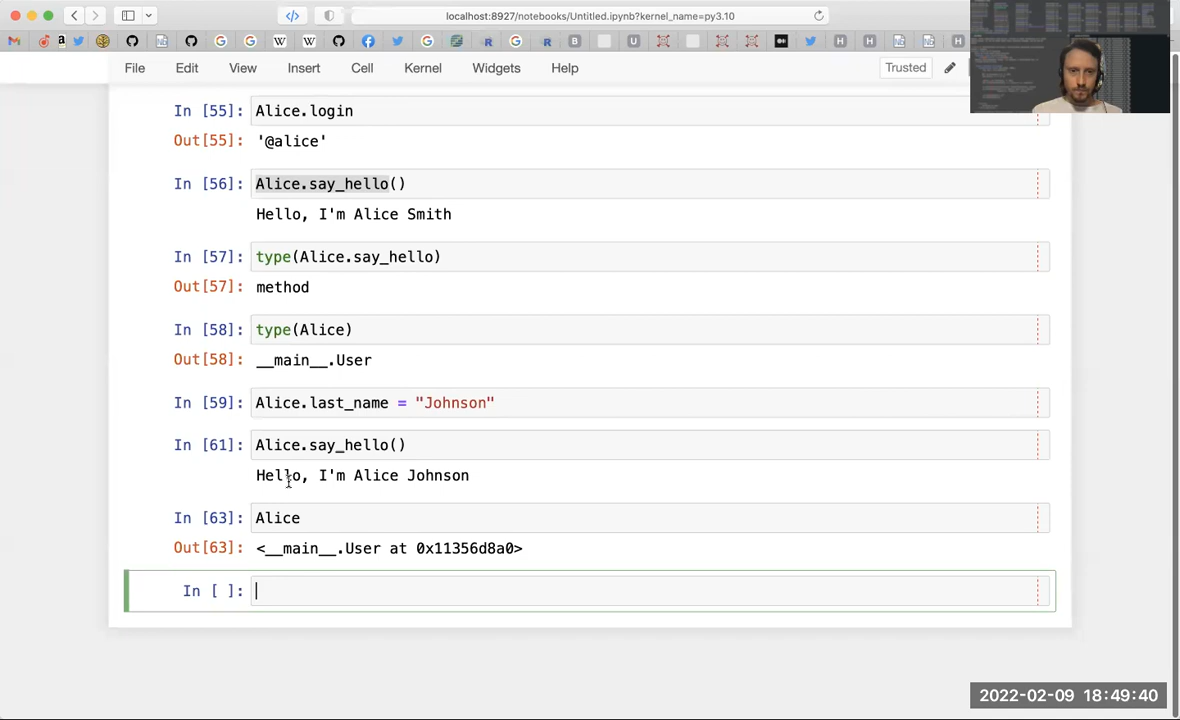 localhost:8927/notebooks/Untitled.ipynb?kernel_name=py3.10
File Edit View Insert Cell Kernel Widgets Help Trusted
In [55]: Alice.login
Out[55]: '@alice'
In [56]: Alice.say_hello()
Hello, I'm Alice Smith
In [57]: type(Alice.say_hello)
Out[57]: method
In [58]: type(Alice)
Out[58]: __main__.User
In [59]: Alice.last_name = "Johnson"
In [61]: Alice.say_hello()
Hello, I'm Alice Johnson
In [63]: Alice
Out[63]: <__main__.User at 0x11356d8a0>
In [ ]:
2022-02-09 18:49:40